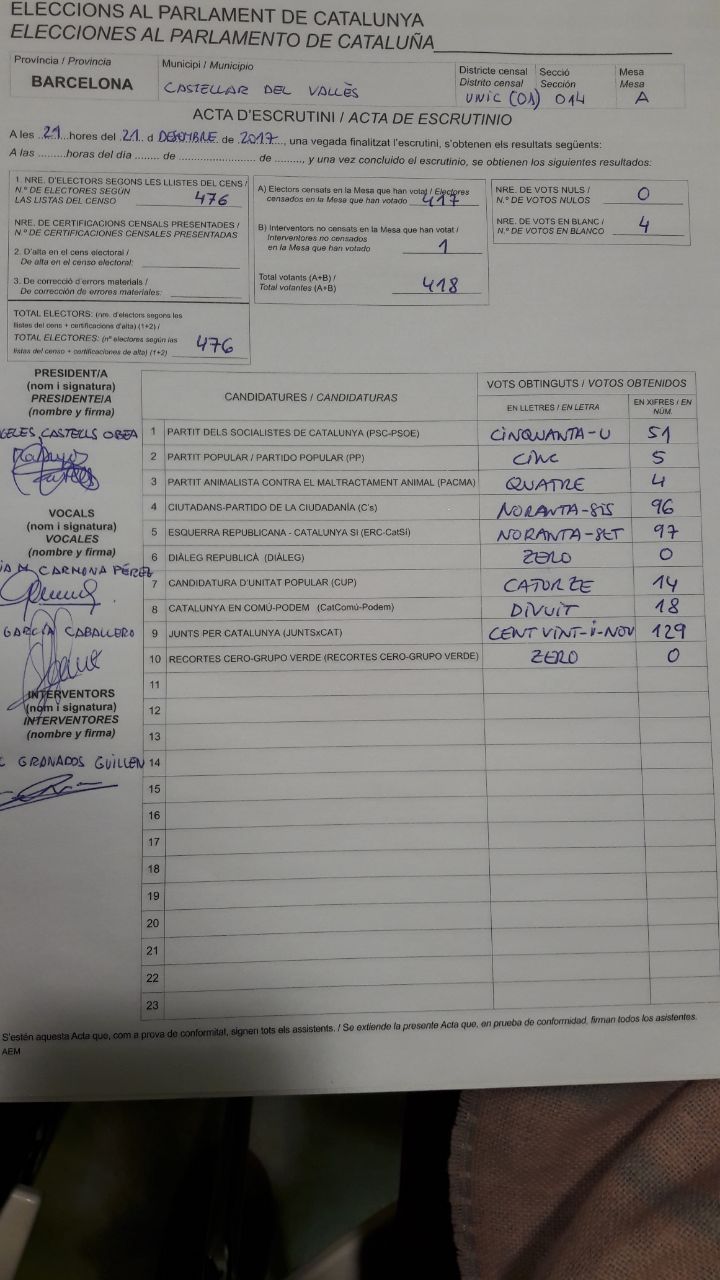 ELECCIONS AL PARLAMENT DE CATALUNYA
ELECCIONES AL PARLAMENTO DE CATALUÑA
Província / Provincia
BARCELONA
Municipi / Municipio
CASTELLAR DEL VALLÈS
Districte censal
Distrito censal
UNIC (01)
Secció
Sección
014
Mesa
Mesa
A
ACTA D'ESCRUTINI / ACTA DE ESCRUTINIO
A les ..21..hores del .21. d DESEMBRE de 2017, una vegada finalitzat l'escrutini, s'obtenen els resultats següents:
A las .........horas del día ....... de .................... de ........, y una vez concluido el escrutinio, se obtienen los siguientes resultados:
1. NRE. D'ELECTORS SEGONS LES LLISTES DEL CENS /
N.º DE ELECTORES SEGÚN
LAS LISTAS DEL CENSO 476
NRE. DE CERTIFICACIONS CENSALS PRESENTADES /
N.º DE CERTIFICACIONES CENSALES PRESENTADAS
2. D'alta en el cens electoral /
De alta en el censo electoral:
3. De correcció d'errors materials /
De corrección de errores materiales:
TOTAL ELECTORS: (nre. d'electors segons les
llistes del cens + certificacions d'alta) (1+2) /
TOTAL ELECTORES: (nº electores según las
listas del censo + certificaciones de alta) (1+2) 476
A) Electors censats en la Mesa que han votat / Electores
censados en la Mesa que han votado 417
B) Interventors no censats en la Mesa que han votat /
Interventores no censados
en la Mesa que han votado 1
Total votants (A+B) /
Total votantes (A+B) 418
NRE. DE VOTS NULS /
N.º DE VOTOS NULOS 0
NRE. DE VOTS EN BLANC /
N.º DE VOTOS EN BLANCO 4
PRESIDENT/A
(nom i signatura)
PRESIDENTE/A
(nombre y firma)
CASTELLS OBEA
VOCALS
(nom i signatura)
VOCALES
(nombre y firma)
M. CARMONA PÉREZ
GARCÍA CABALLERO
INTERVENTORS
(nom i signatura)
INTERVENTORES
(nombre y firma)
GRANADOS GUILLEN
CANDIDATURES / CANDIDATURAS
VOTS OBTINGUTS / VOTOS OBTENIDOS
EN LLETRES / EN LETRA
EN XIFRES / EN NÚM.
1 PARTIT DELS SOCIALISTES DE CATALUNYA (PSC-PSOE) CINQUANTA-U 51
2 PARTIT POPULAR / PARTIDO POPULAR (PP) CINC 5
3 PARTIT ANIMALISTA CONTRA EL MALTRACTAMENT ANIMAL (PACMA) QUATRE 4
4 CIUTADANS-PARTIDO DE LA CIUDADANÍA (C's) NORANTA-SIS 96
5 ESQUERRA REPUBLICANA - CATALUNYA SI (ERC-CatSí) NORANTA-SET 97
6 DIÀLEG REPUBLICÀ (DIÀLEG) ZERO 0
7 CANDIDATURA D'UNITAT POPULAR (CUP) CATORZE 14
8 CATALUNYA EN COMÚ-PODEM (CatComú-Podem) DIVUIT 18
9 JUNTS PER CATALUNYA (JUNTSxCAT) CENT VINT-I-NOU 129
10 RECORTES CERO-GRUPO VERDE (RECORTES CERO-GRUPO VERDE) ZERO 0
11
12
13
14
15
16
17
18
19
20
21
22
23
S'estén aquesta Acta que, com a prova de conformitat, signen tots els assistents. / Se extiende la presente Acta que, en prueba de conformidad, firman todos los asistentes.
AEM